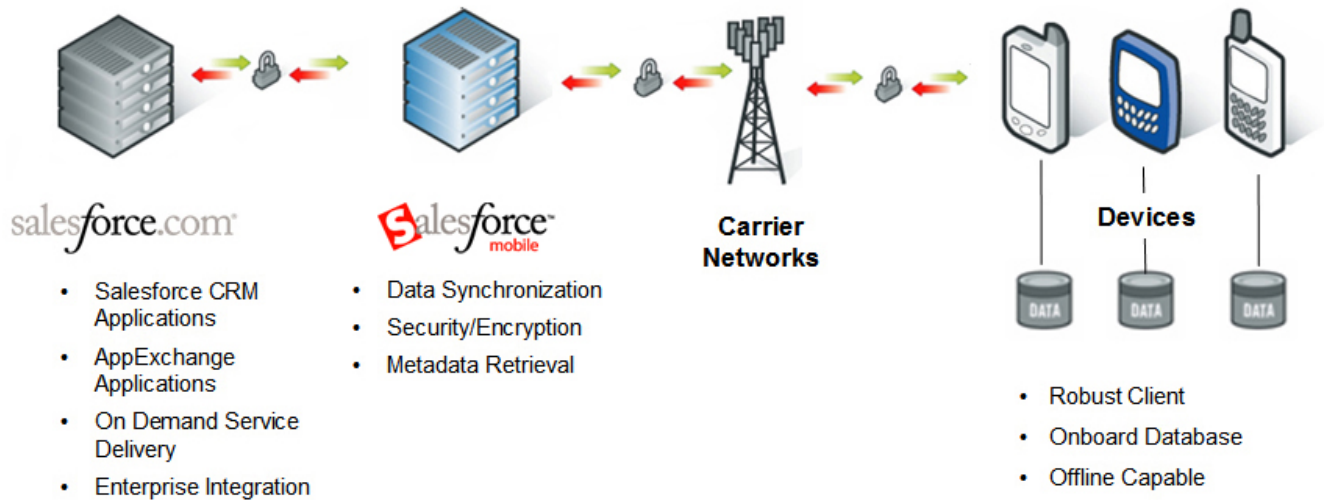 salesforce.com®
• Salesforce CRM
Applications
• AppExchange
Applications
• On Demand Service
Delivery
• Enterprise Integration
Salesforce™
mobile
• Data Synchronization
• Security/Encryption
• Metadata Retrieval
Carrier
Networks
Devices
DATA
DATA
DATA
• Robust Client
• Onboard Database
• Offline Capable